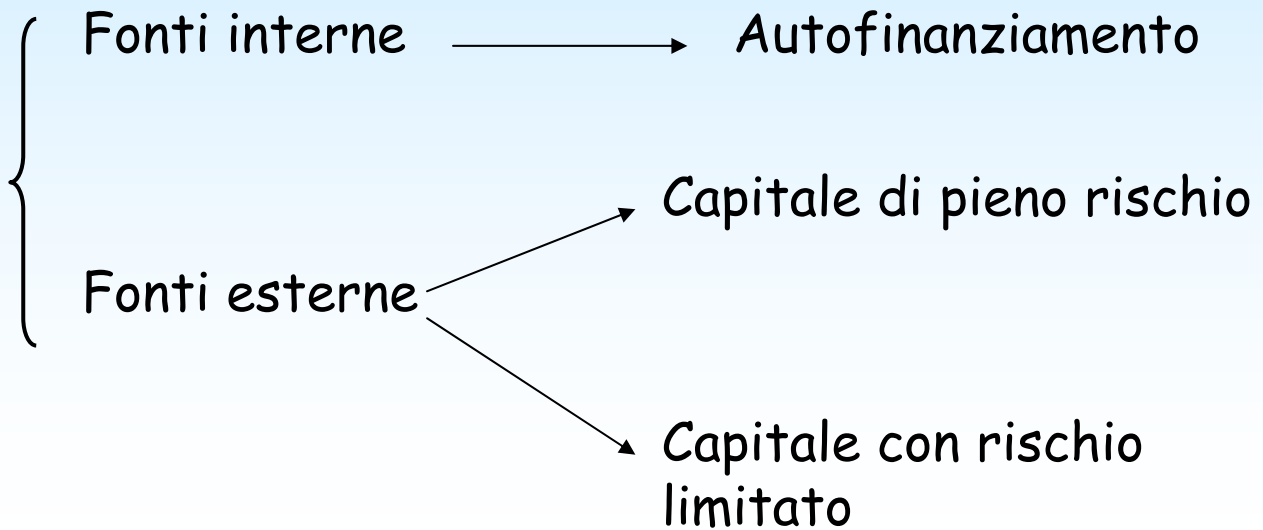 Fonti interne
Autofinanziamento
Capitale di pieno rischio
Fonti esterne
Capitale con rischio
limitato